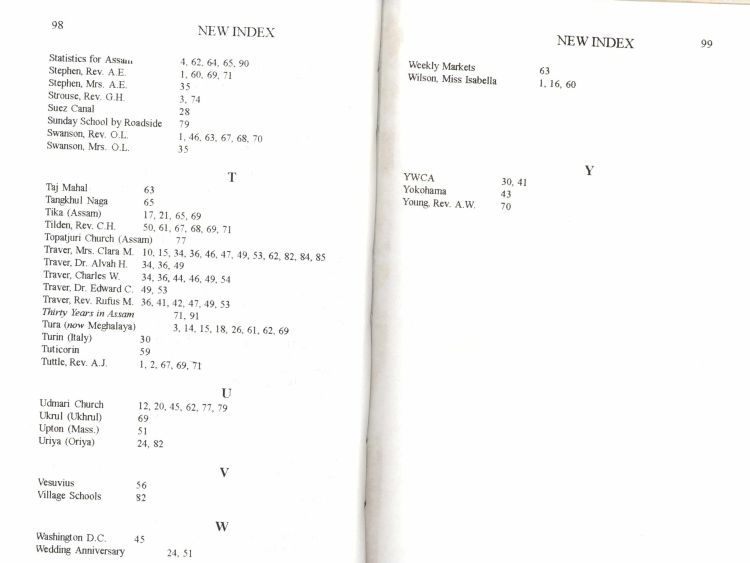 98
NEW INDEX
Statistics for Assam 4, 62, 64, 65, 90
Stephen, Rev. A.E. 1, 60, 69, 71
Stephen, Mrs. A.E. 35
Strouse, Rev. G.H. 3, 74
Suez Canal 28
Sunday School by Roadside 79
Swanson, Rev. O.L. 1, 46, 63, 67, 68, 70
Swanson, Mrs. O.L. 35
T
Taj Mahal 63
Tangkhul Naga 65
Tika (Assam) 17, 21, 65, 69
Tilden, Rev. C.H. 50, 61, 67, 68, 69, 71
Topatjuri Church (Assam) 77
Traver, Mrs. Clara M. 10, 15, 34, 36, 46, 47, 49, 53, 62, 82, 84, 85
Traver, Dr. Alvah H. 34, 36, 49
Traver, Charles W. 34, 36, 44, 46, 49, 54
Traver, Dr. Edward C. 49, 53
Traver, Rev. Rufus M. 36, 41, 42, 47, 49, 53
Thirty Years in Assam 71, 91
Tura (now Meghalaya) 3, 14, 15, 18, 26, 61, 62, 69
Turin (Italy) 30
Tuticorin 59
Tuttle, Rev. A.J. 1, 2, 67, 69, 71
U
Udmari Church 12, 20, 45, 62, 77, 79
Ukrul (Ukhrul) 69
Upton (Mass.) 51
Uriya (Oriya) 24, 82
V
Vesuvius 56
Village Schools 82
W
Washington D.C. 45
Wedding Anniversary 24, 51
NEW INDEX
99
Weekly Markets 63
Wilson, Miss Isabella 1, 16, 60
Y
YWCA 30, 41
Yokohama 43
Young, Rev. A.W. 70